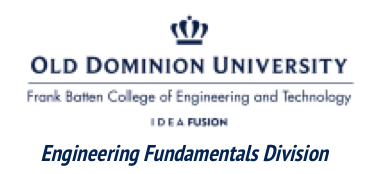 OLD DOMINION UNIVERSITY
Frank Batten College of Engineering and Technology
IDEA FUSION
Engineering Fundamentals Division